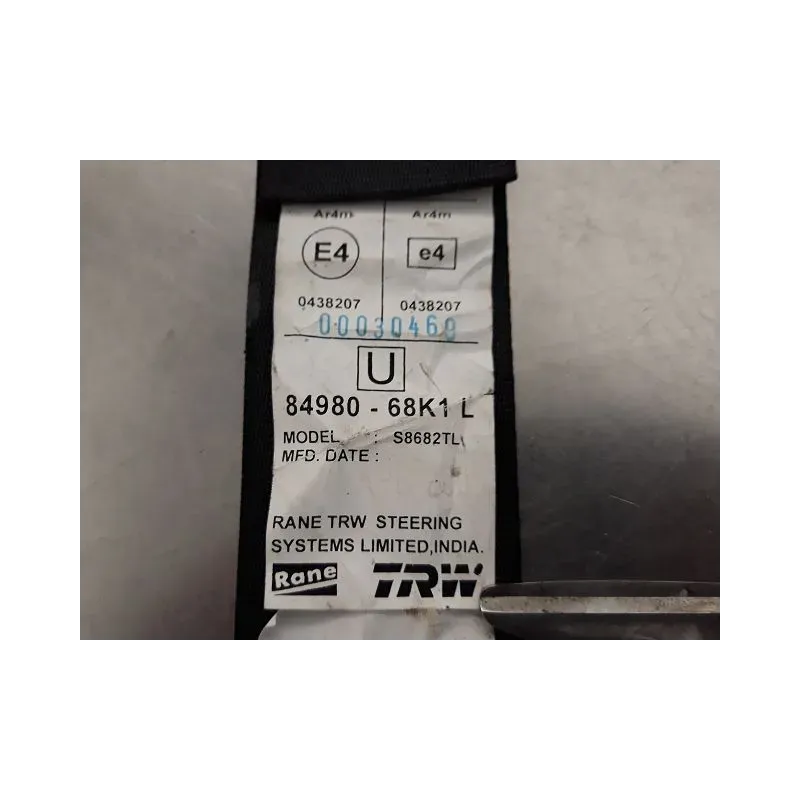 Ar4m Ar4m
E4 e4
0438207 0438207
00030460
U
84980 - 68K1 L
MODEL : S8682TL
MFD. DATE :
RANE TRW STEERING
SYSTEMS LIMITED,INDIA.
Rane TRW